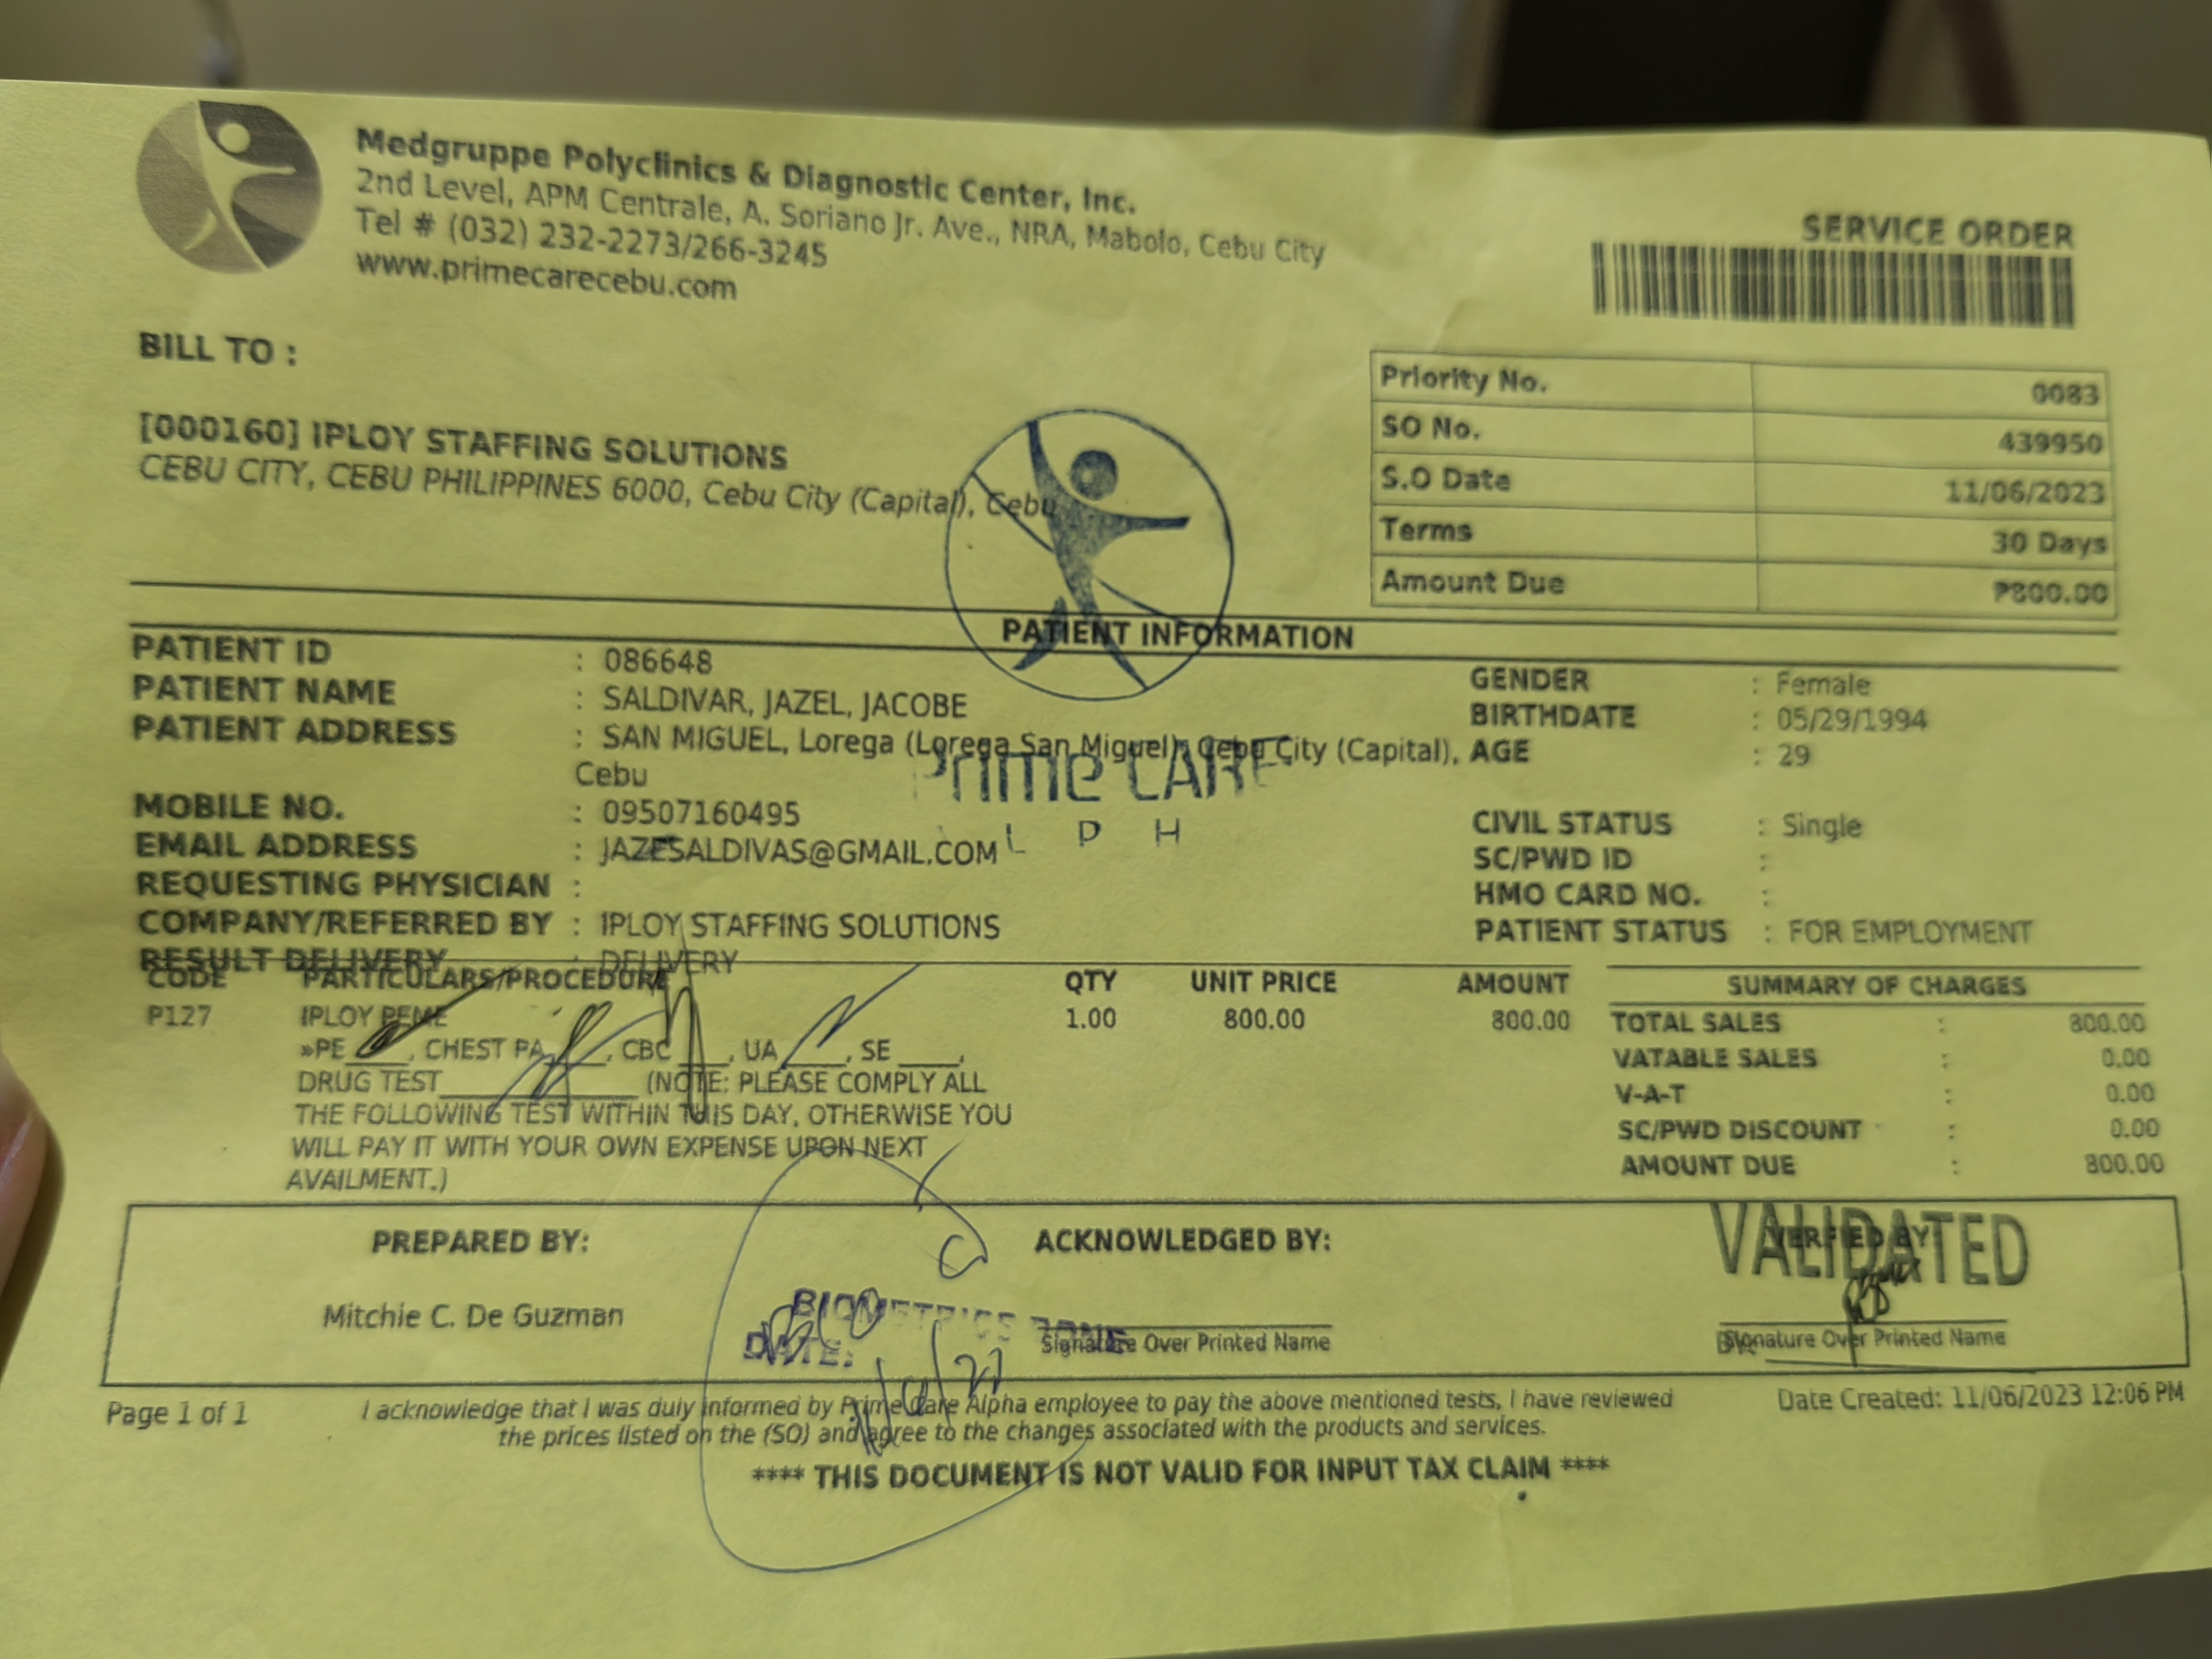 Medgruppe Polyclinics & Diagnostic Center, Inc.
2nd Level, APM Centrale, A. Soriano Jr. Ave., NRA, Mabolo, Cebu City
Tel # (032) 232-2273/266-3245
www.primecarecebu.com
SERVICE ORDER
BILL TO :
[000160] IPLOY STAFFING SOLUTIONS
CEBU CITY, CEBU PHILIPPINES 6000, Cebu City (Capital), Cebu
Priority No. 0083
SO No. 439950
S.O Date 11/06/2023
Terms 30 Days
Amount Due ₱800.00
PATIENT INFORMATION
PATIENT ID : 086648
PATIENT NAME : SALDIVAR, JAZEL, JACOBE
PATIENT ADDRESS : SAN MIGUEL, Lorega (Lorega San Miguel), Cebu City (Capital),
Cebu
MOBILE NO. : 09507160495
EMAIL ADDRESS : JAZESALDIVAS@GMAIL.COM
REQUESTING PHYSICIAN :
COMPANY/REFERRED BY : IPLOY STAFFING SOLUTIONS
RESULT DELIVERY : DELIVERY
GENDER : Female
BIRTHDATE : 05/29/1994
AGE : 29
CIVIL STATUS : Single
SC/PWD ID :
HMO CARD NO. :
PATIENT STATUS : FOR EMPLOYMENT
Prime CARE
L P H
CODE PARTICULARS/PROCEDURE QTY UNIT PRICE AMOUNT
P127 IPLOY PEME 1.00 800.00 800.00
»PE ____, CHEST PA ____, CBC ____, UA ____, SE ____,
DRUG TEST ____ (NOTE: PLEASE COMPLY ALL
THE FOLLOWING TEST WITHIN THIS DAY, OTHERWISE YOU
WILL PAY IT WITH YOUR OWN EXPENSE UPON NEXT
AVAILMENT.)
SUMMARY OF CHARGES
TOTAL SALES : 800.00
VATABLE SALES : 0.00
V-A-T : 0.00
SC/PWD DISCOUNT : 0.00
AMOUNT DUE : 800.00
PREPARED BY:
Mitchie C. De Guzman
BIOMETRICS DONE
DATE:
ACKNOWLEDGED BY:
Signature Over Printed Name
VALIDATED
VERIFIED BY:
Signature Over Printed Name
Page 1 of 1
I acknowledge that I was duly informed by Prime Care Alpha employee to pay the above mentioned tests, I have reviewed
the prices listed on the (SO) and agree to the changes associated with the products and services.
Date Created: 11/06/2023 12:06 PM
**** THIS DOCUMENT IS NOT VALID FOR INPUT TAX CLAIM ****